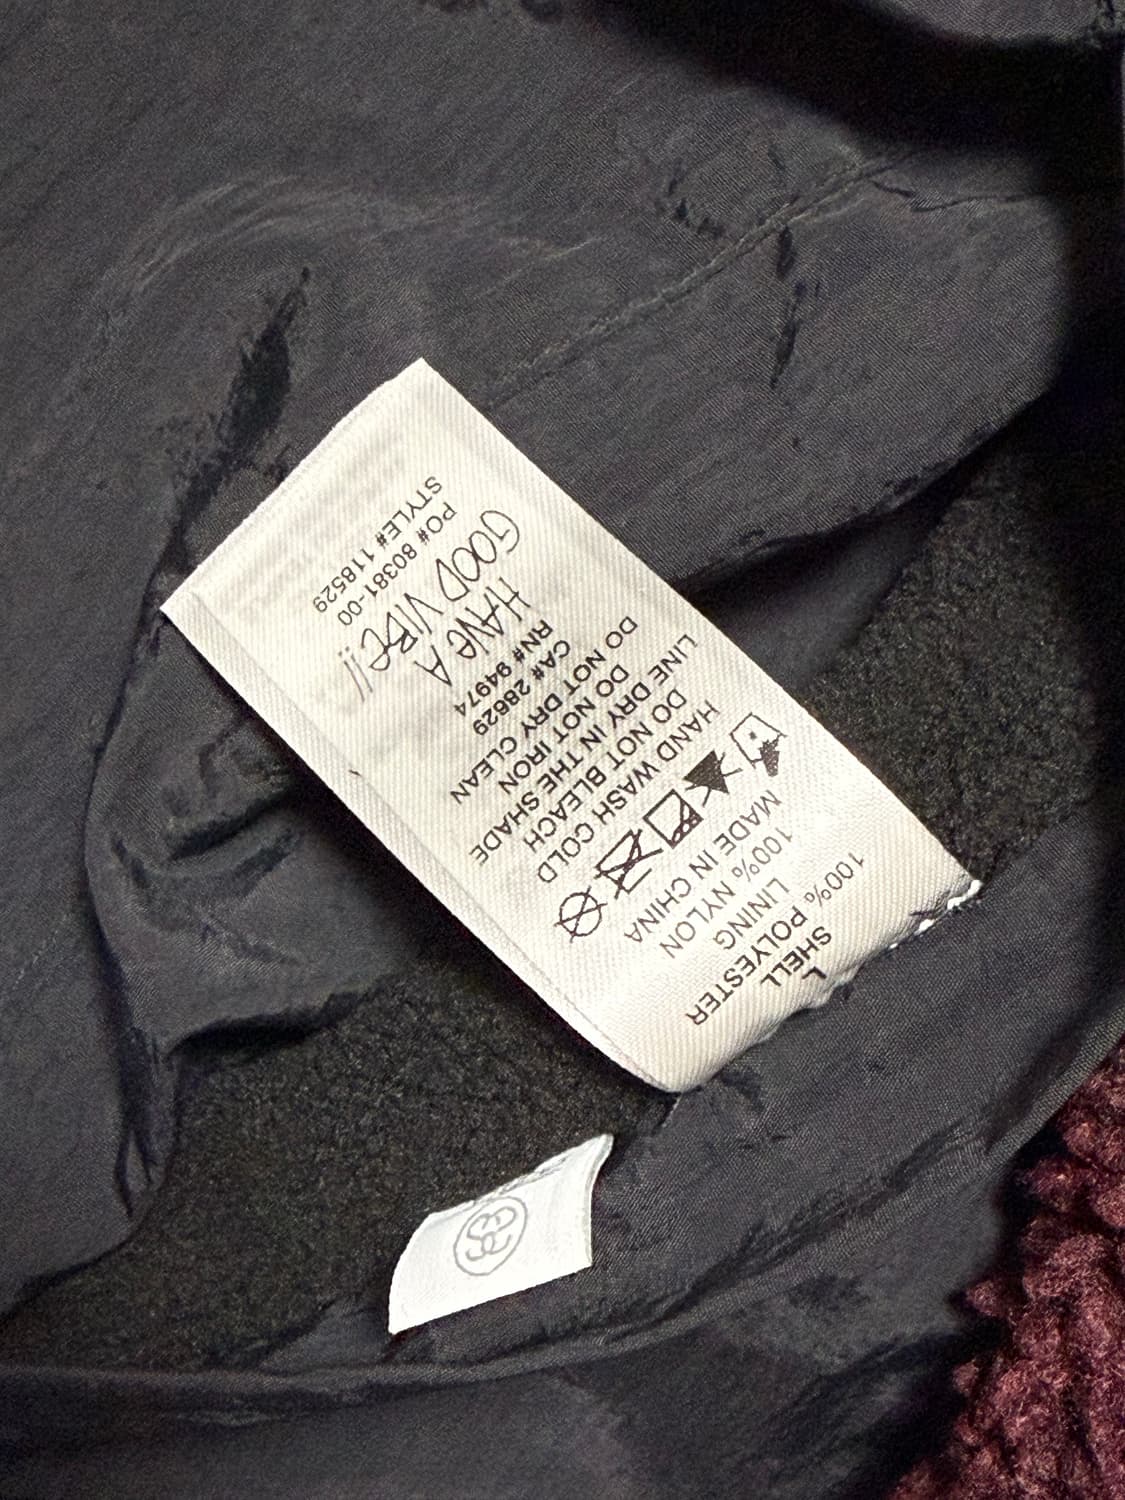 L
SHELL
100% POLYESTER
LINING
100% NYLON
MADE IN CHINA
HAND WASH COLD
DO NOT BLEACH
LINE DRY IN THE SHADE
DO NOT IRON
DO NOT DRY CLEAN
CA# 28629
RN# 94974
HAVE A
GOOD VIBE!!
PO# 80381-00
STYLE# 118529